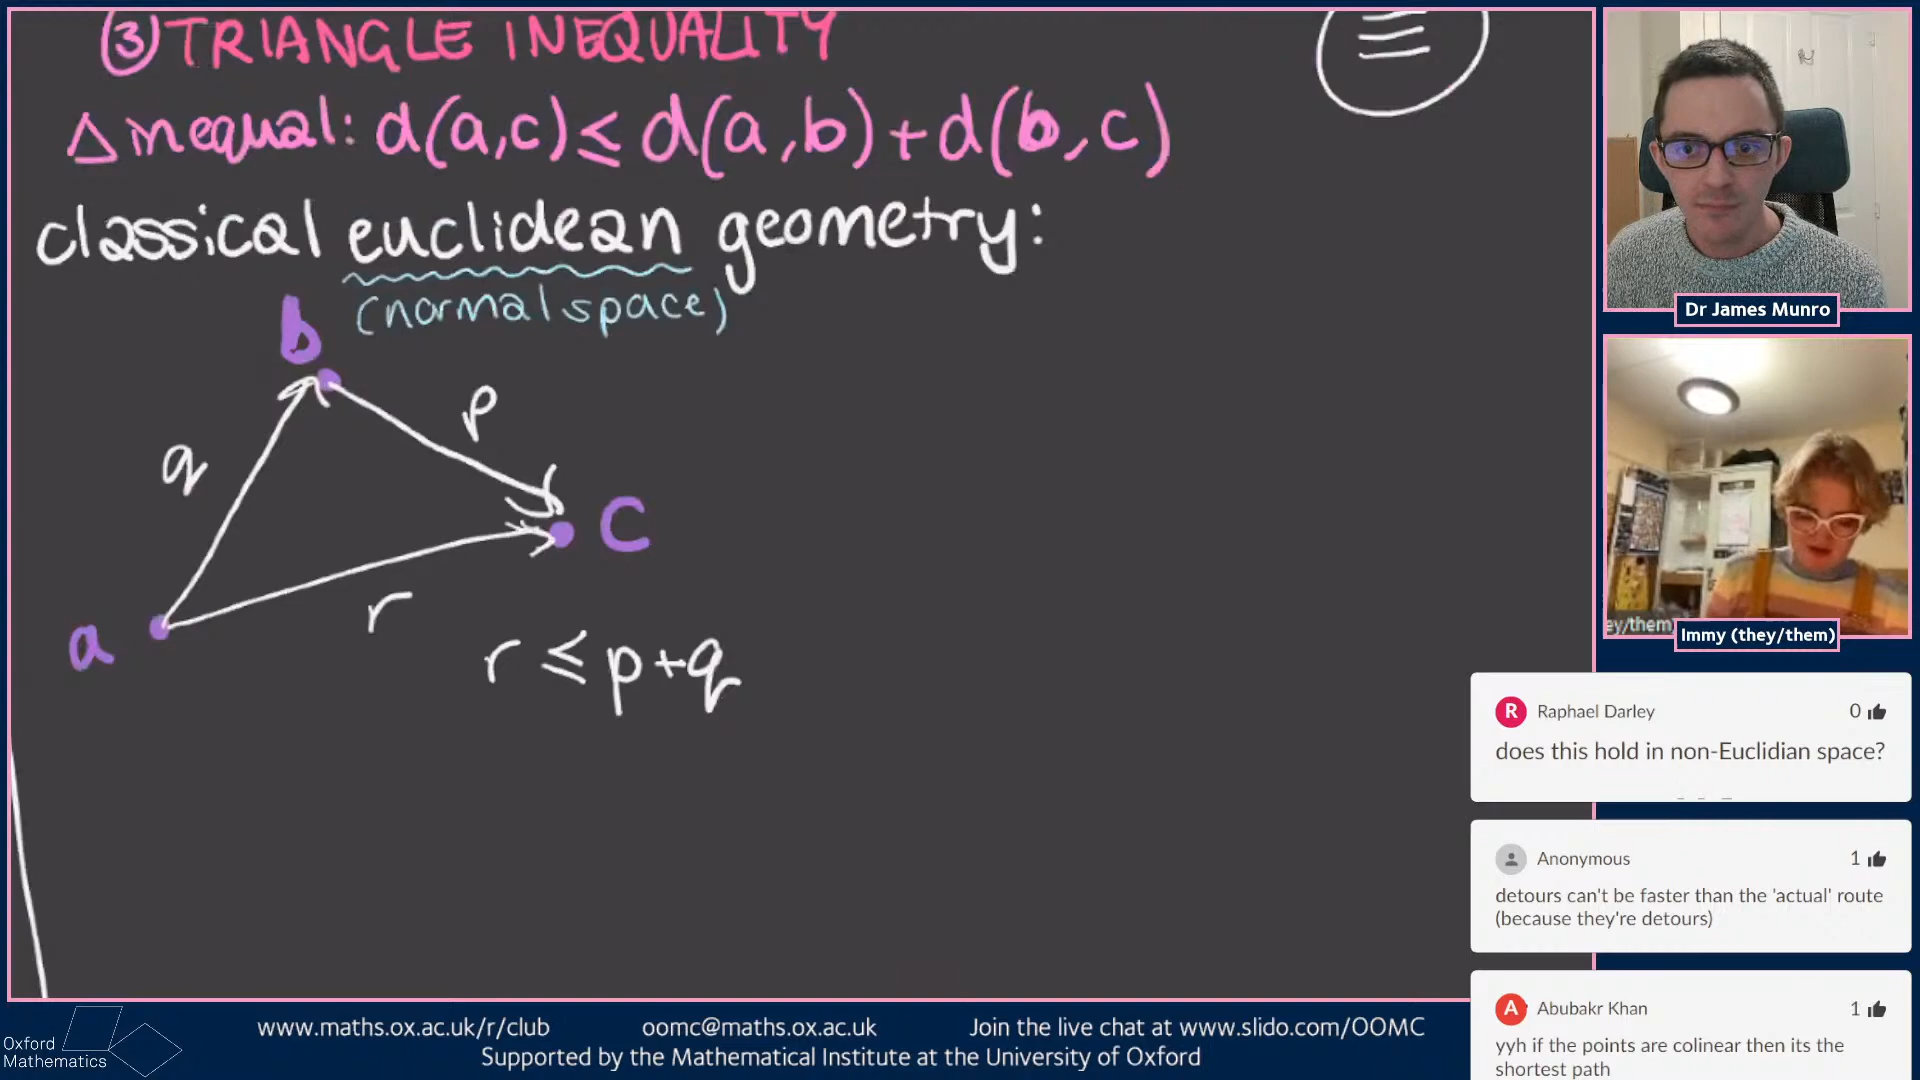 ③ TRIANGLE INEQUALITY
Δ inequal: d(a,c) ≤ d(a,b) + d(b,c)
classical euclidean geometry:
(normal space)
b
p
q
c
r
a
r ≤ p+q
Dr James Munro
ey/them)
Immy (they/them)
R Raphael Darley 0
does this hold in non-Euclidian space?
Anonymous 1
detours can't be faster than the 'actual' route
(because they're detours)
A Abubakr Khan 1
yyh if the points are colinear then its the
shortest path
Oxford
Mathematics
www.maths.ox.ac.uk/r/club oomc@maths.ox.ac.uk Join the live chat at www.slido.com/OOMC
Supported by the Mathematical Institute at the University of Oxford